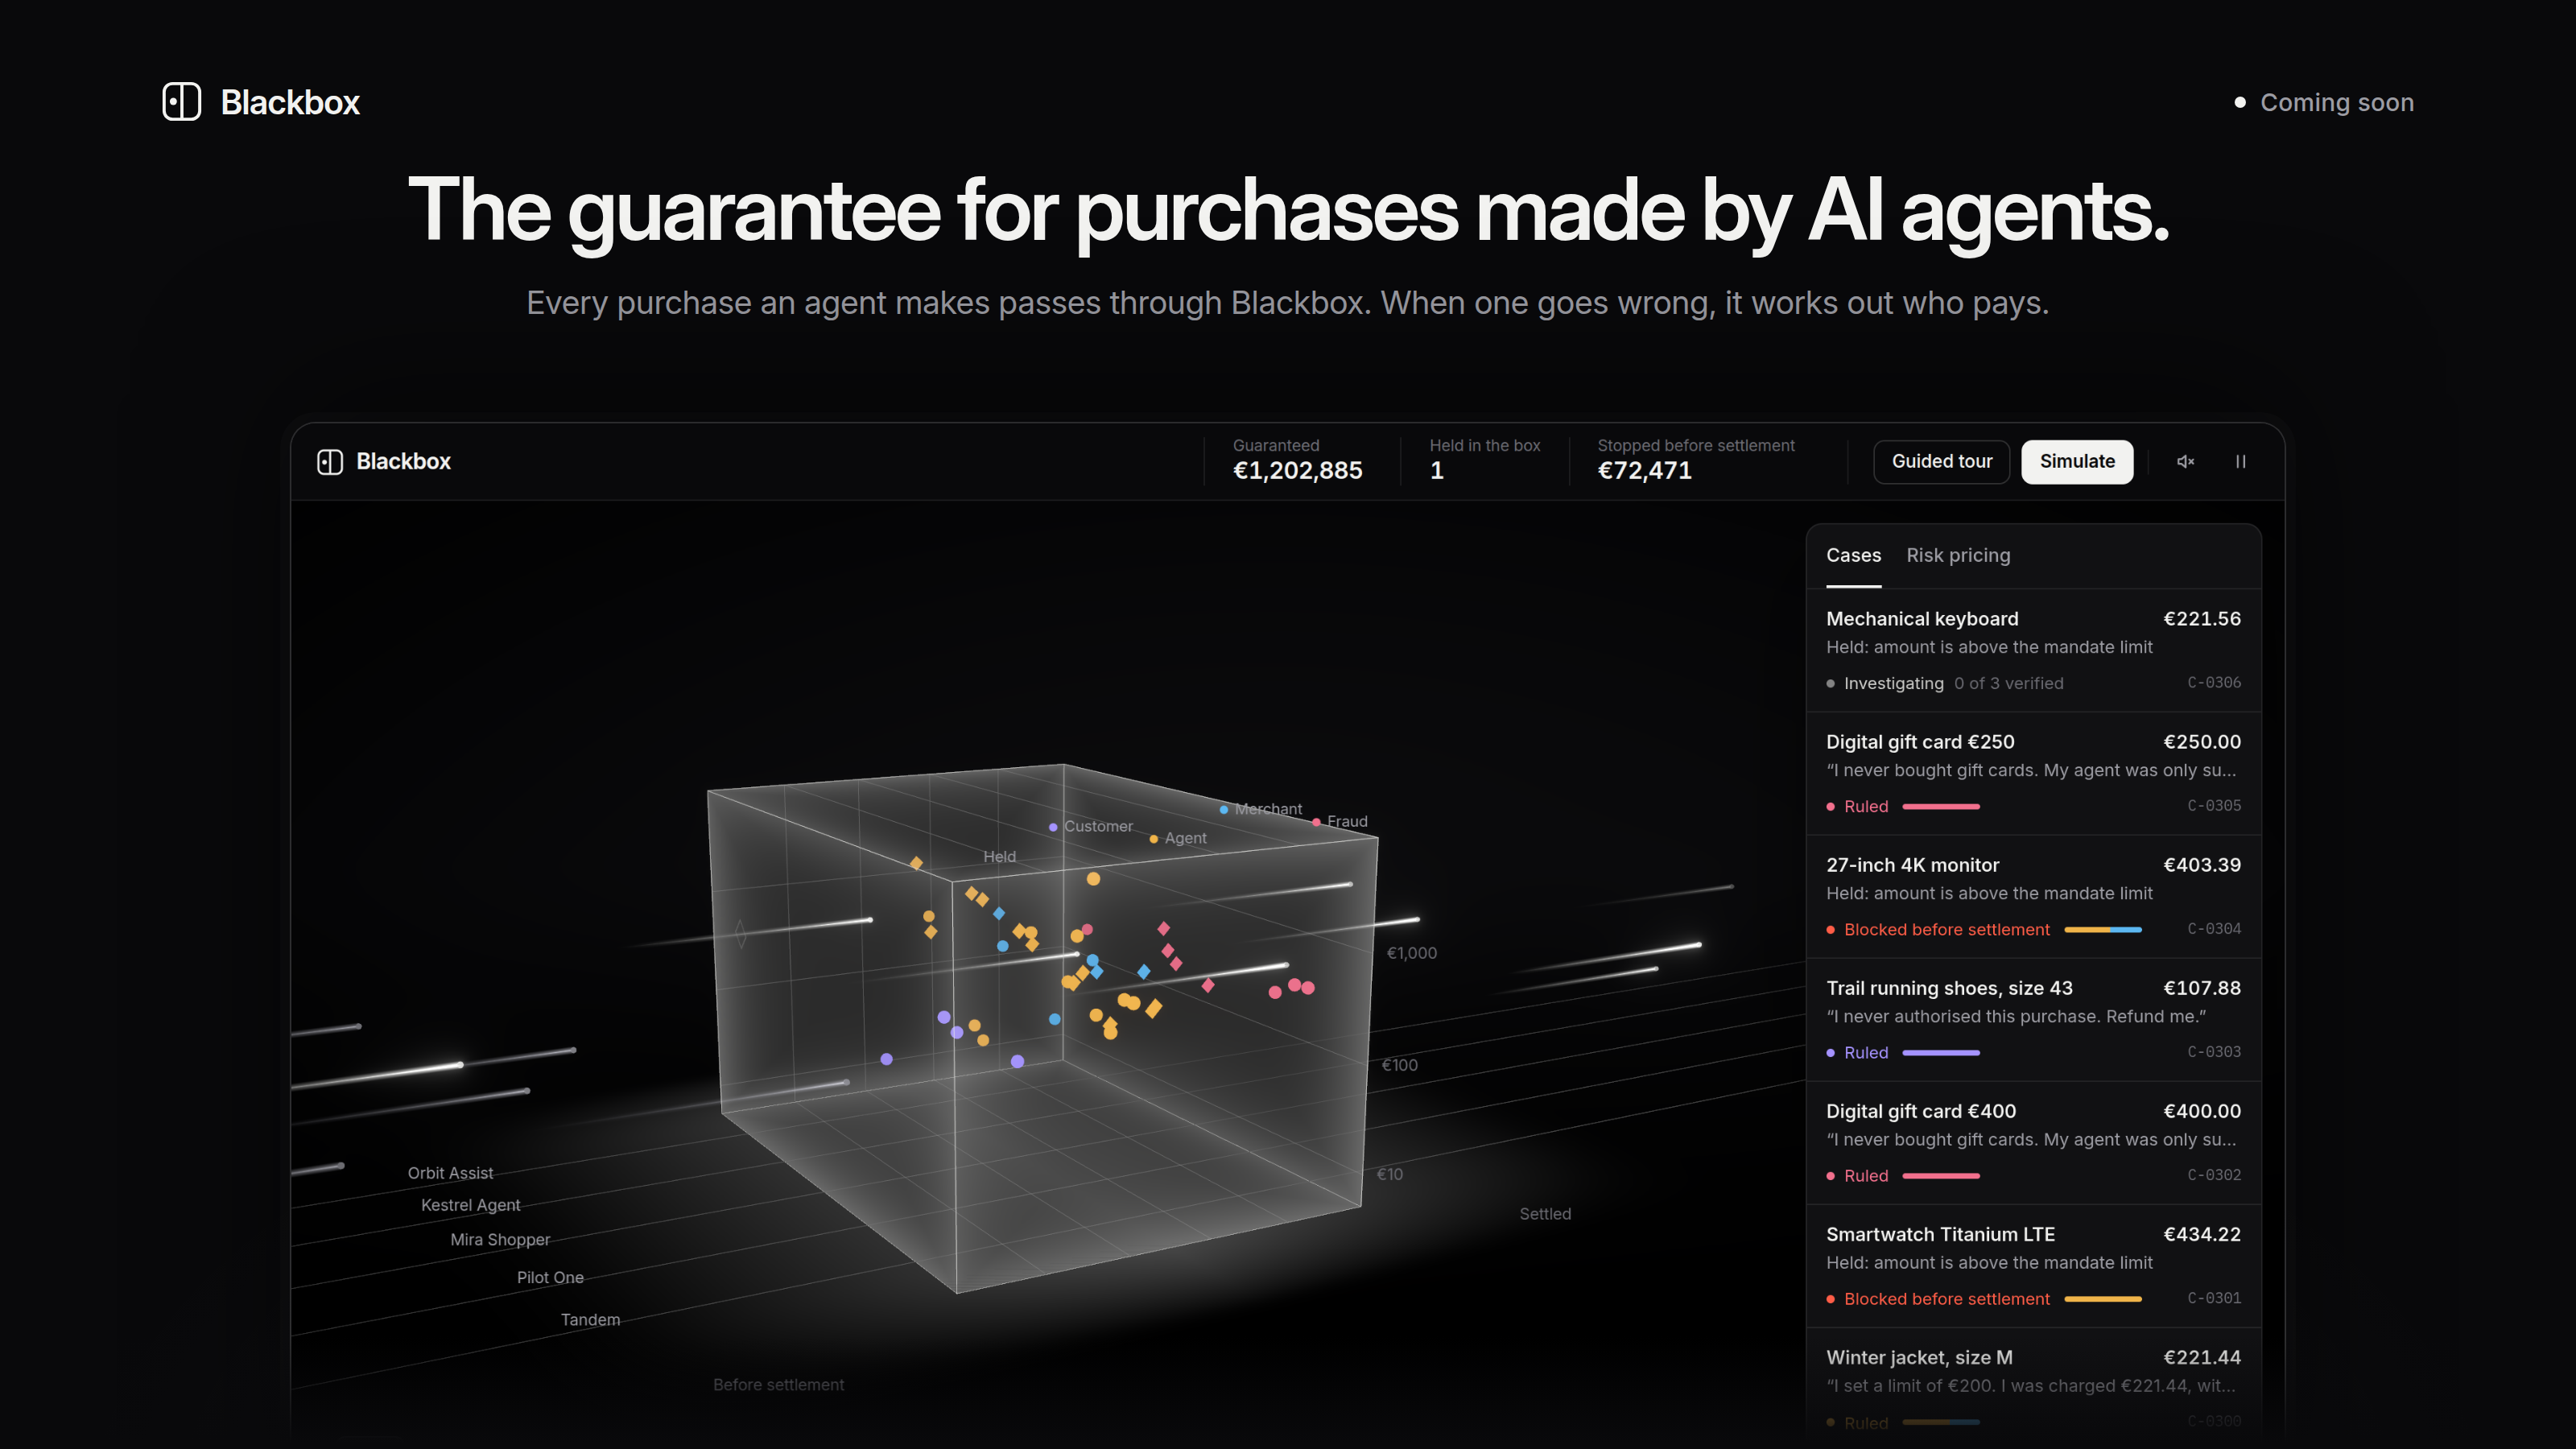 Blackbox
Coming soon
The guarantee for purchases made by AI agents.
Every purchase an agent makes passes through Blackbox. When one goes wrong, it works out who pays.
Blackbox
Guaranteed
€1,202,885
Held in the box
1
Stopped before settlement
€72,471
Guided tour
Simulate
Cases
Risk pricing
Mechanical keyboard €221.56
Held: amount is above the mandate limit
Investigating 0 of 3 verified C-0306
Digital gift card €250 €250.00
“I never bought gift cards. My agent was only su...
Ruled C-0305
27-inch 4K monitor €403.39
Held: amount is above the mandate limit
Blocked before settlement C-0304
Trail running shoes, size 43 €107.88
“I never authorised this purchase. Refund me.”
Ruled C-0303
Digital gift card €400 €400.00
“I never bought gift cards. My agent was only su...
Ruled C-0302
Smartwatch Titanium LTE €434.22
Held: amount is above the mandate limit
Blocked before settlement C-0301
Winter jacket, size M €221.44
“I set a limit of €200. I was charged €221.44, wit...
Ruled C-0300
Merchant
Fraud
Customer
Agent
Held
€1,000
€100
€10
Settled
Orbit Assist
Kestrel Agent
Mira Shopper
Pilot One
Tandem
Before settlement